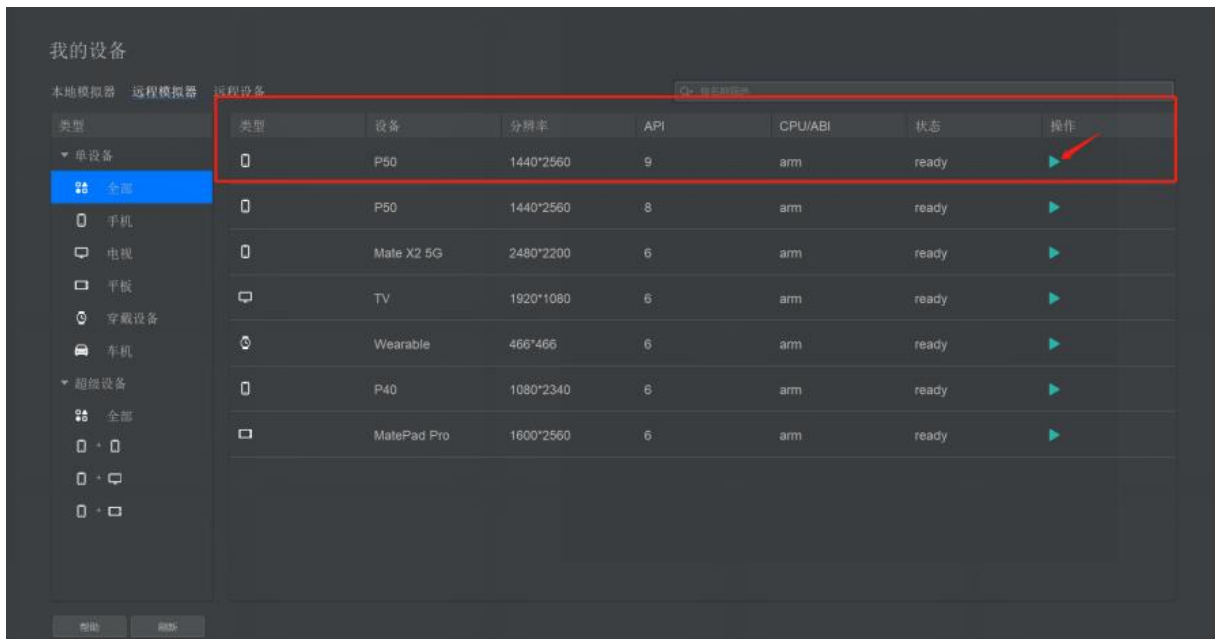 我的设备
本地模拟器 远程模拟器 远程设备
类型
单设备
全部
手机
电视
平板
穿戴设备
车机
超级设备
全部
类型 设备 分辨率 API CPU/ABI 状态 操作
P50 1440*2560 9 arm ready
P50 1440*2560 8 arm ready
Mate X2 5G 2480*2200 6 arm ready
TV 1920*1080 6 arm ready
Wearable 466*466 6 arm ready
P40 1080*2340 6 arm ready
MatePad Pro 1600*2560 6 arm ready
帮助 刷新